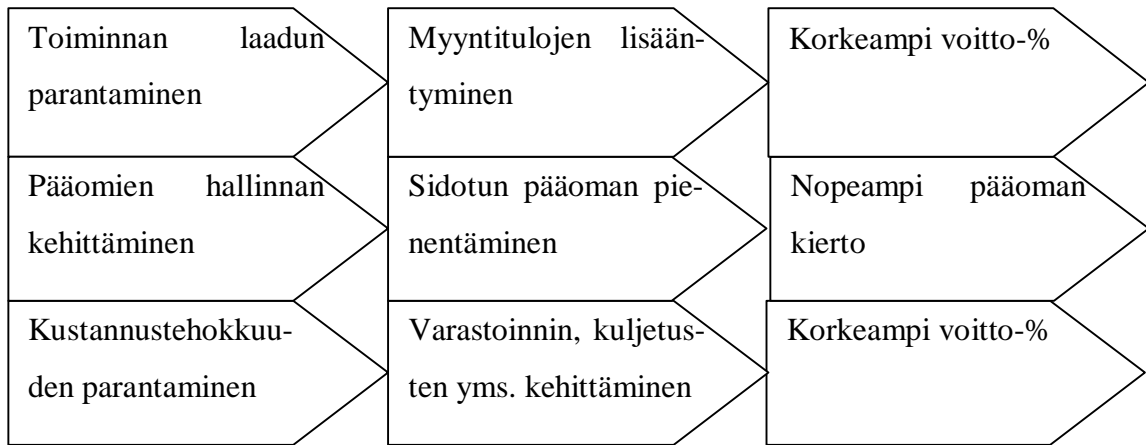 Toiminnan laadun
parantaminen
Myyntitulojen lisään-
tyminen
Korkeampi voitto-%
Pääomien hallinnan
kehittäminen
Sidotun pääoman pie-
nentäminen
Nopeampi pääoman
kierto
Kustannustehokkuu-
den parantaminen
Varastoinnin, kuljetus-
ten yms. kehittäminen
Korkeampi voitto-%